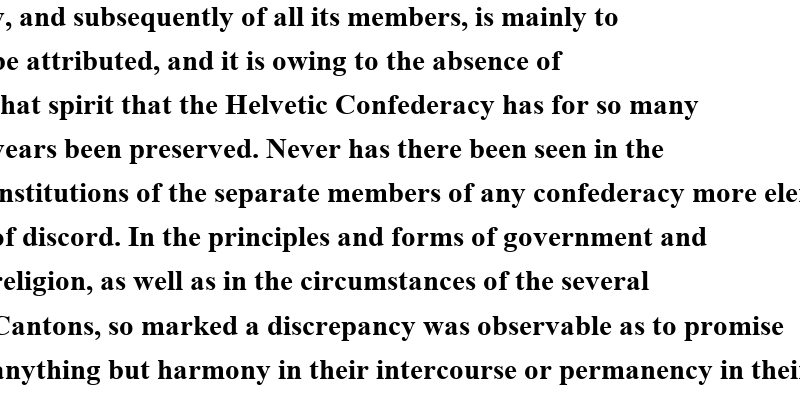 , and subsequently of all its members, is mainly to
be attributed, and it is owing to the absence of
that spirit that the Helvetic Confederacy has for so many
years been preserved. Never has there been seen in the
institutions of the separate members of any confederacy more
of discord. In the principles and forms of government and
religion, as well as in the circumstances of the several
Cantons, so marked a discrepancy was observable as to promise
anything but harmony in their intercourse or permanency in their